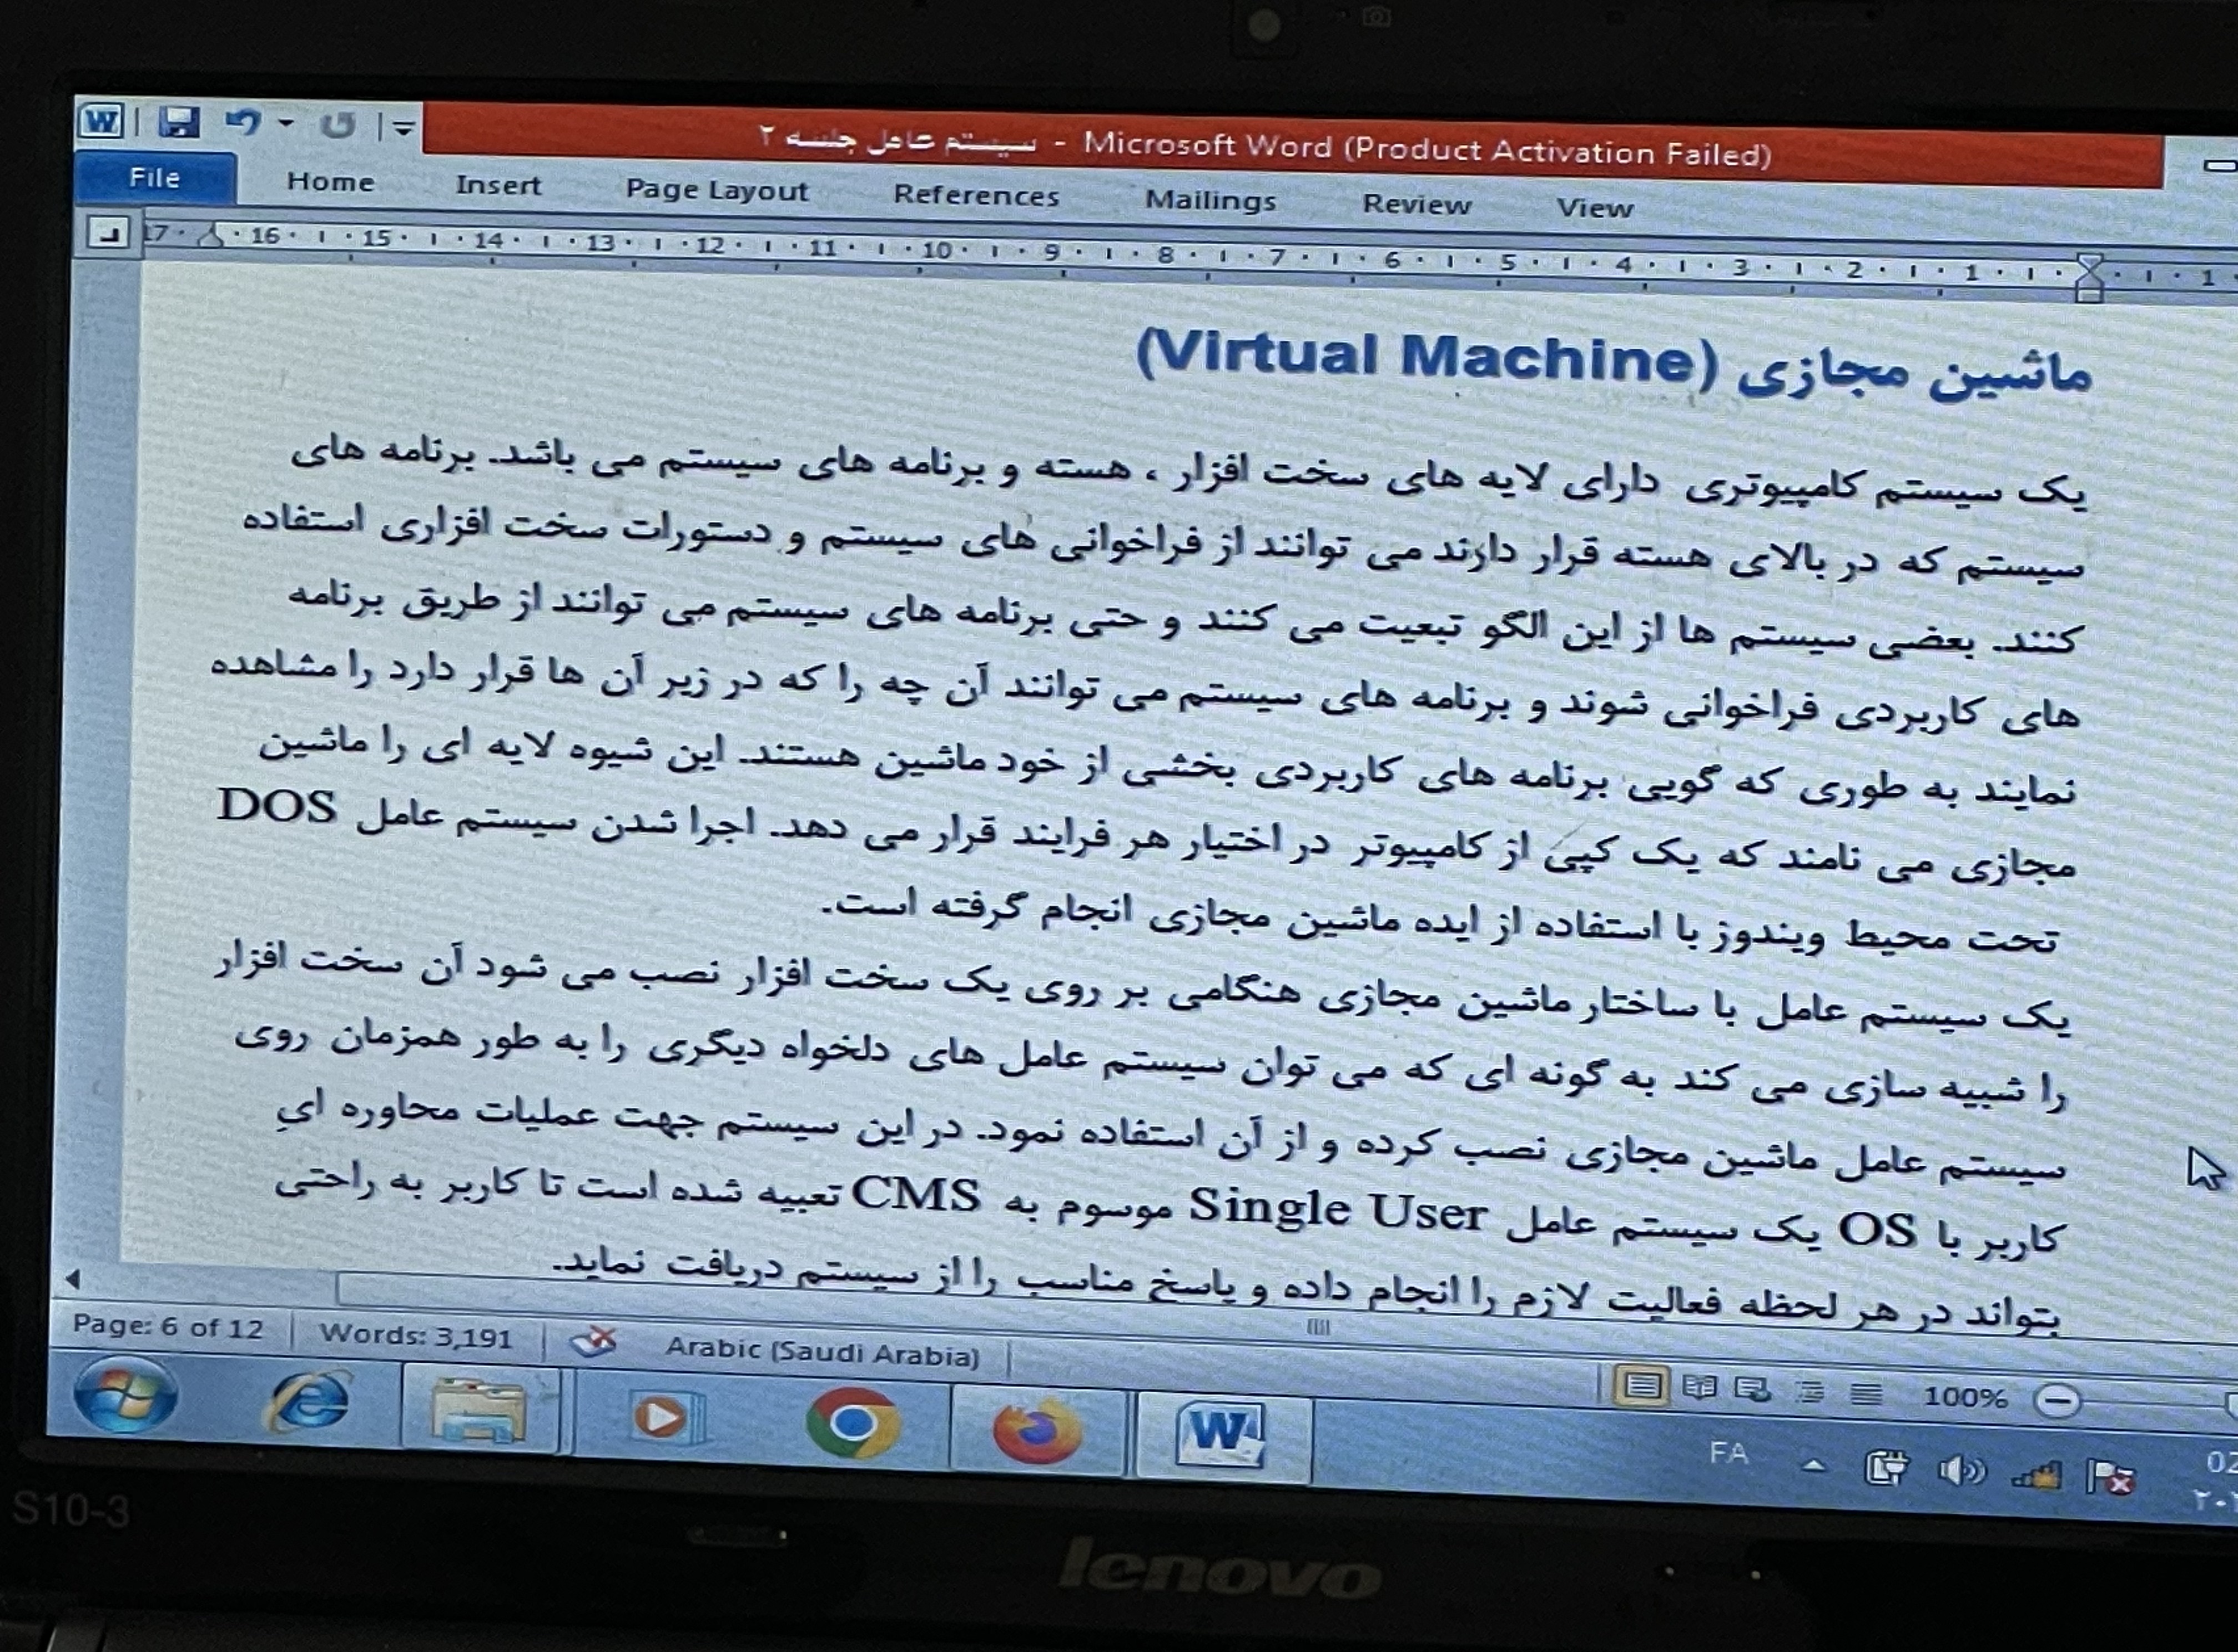 سیستم عامل جلسه ۲ - Microsoft Word (Product Activation Failed)
File Home Insert Page Layout References Mailings Review View
17 16 15 14 13 12 11 10 9 8 7 6 5 4 3 2 1 1
ماشین مجازی (Virtual Machine)
یک سیستم کامپیوتری دارای لایه های سخت افزار ، هسته و برنامه های سیستم می باشد. برنامه های
سیستم که در بالای هسته قرار دارند می توانند از فراخوانی های سیستم و دستورات سخت افزاری استفاده
کنند. بعضی سیستم ها از این الگو تبعیت می کنند و حتی برنامه های سیستم می توانند از طریق برنامه
های کاربردی فراخوانی شوند و برنامه های سیستم می توانند آن چه را که در زیر آن ها قرار دارد را مشاهده
نمایند به طوری که گویی برنامه های کاربردی بخشی از خود ماشین هستند. این شیوه لایه ای را ماشین
مجازی می نامند که یک کپی از کامپیوتر در اختیار هر فرایند قرار می دهد. اجرا شدن سیستم عامل DOS
تحت محیط ویندوز با استفاده از ایده ماشین مجازی انجام گرفته است.
یک سیستم عامل با ساختار ماشین مجازی هنگامی بر روی یک سخت افزار نصب می شود آن سخت افزار
را شبیه سازی می کند به گونه ای که می توان سیستم عامل های دلخواه دیگری را به طور همزمان روی
سیستم عامل ماشین مجازی نصب کرده و از آن استفاده نمود. در این سیستم جهت عملیات محاوره ایِ
کاربر با OS یک سیستم عامل Single User موسوم به CMS تعبیه شده است تا کاربر به راحتی
بتواند در هر لحظه فعالیت لازم را انجام داده و پاسخ مناسب را از سیستم دریافت نماید.
Page: 6 of 12 Words: 3,191 Arabic (Saudi Arabia) 100%
FA
S10-3
lenovo